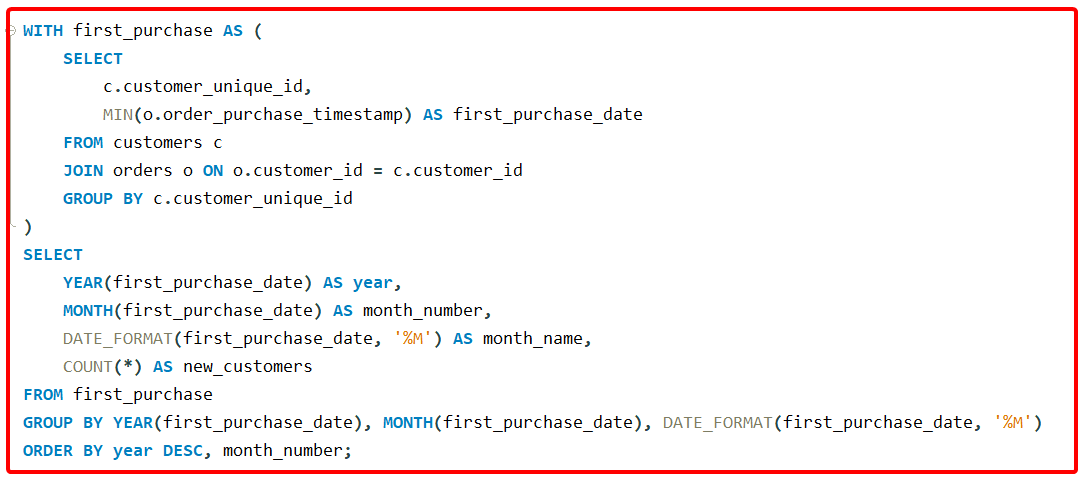 WITH first_purchase AS (
    SELECT
        c.customer_unique_id,
        MIN(o.order_purchase_timestamp) AS first_purchase_date
    FROM customers c
    JOIN orders o ON o.customer_id = c.customer_id
    GROUP BY c.customer_unique_id
)
SELECT
    YEAR(first_purchase_date) AS year,
    MONTH(first_purchase_date) AS month_number,
    DATE_FORMAT(first_purchase_date, '%M') AS month_name,
    COUNT(*) AS new_customers
FROM first_purchase
GROUP BY YEAR(first_purchase_date), MONTH(first_purchase_date), DATE_FORMAT(first_purchase_date, '%M')
ORDER BY year DESC, month_number;